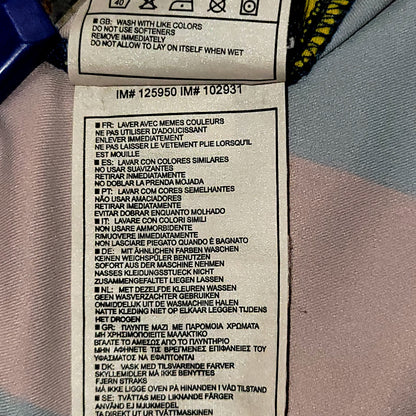 40
■ GB: WASH WITH LIKE COLORS
DO NOT USE SOFTENERS
REMOVE IMMEDIATELY
DO NOT ALLOW TO LAY ON ITSELF WHEN WET
IM# 125950 IM# 102931
■ FR: LAVER AVEC MEMES COULEURS
NE PAS UTILISER D'ADOUCISSANT
ENLEVER IMMEDIATEMENT
NE PAS LAISSER LE VETEMENT PLIE LORSQU'IL
EST MOUILLE
■ ES: LAVAR CON COLORES SIMILARES
NO USAR SUAVIZANTES
RETIRAR INMEDIATAMENTE
NO DOBLAR LA PRENDA MOJADA
■ PT: LAVAR COM CORES SEMELHANTES
NÃO USAR AMACIADORES
RETIRAR IMEDIATAMENTE
EVITAR DOBRAR ENQUANTO MOLHADO
■ IT: LAVARE CON COLORI SIMILI
NON USARE AMMORBIDENTE
RIMUOVERE IMMEDIATAMENTE
NON LASCIARE PIEGATO QUANDO È BAGNATO
■ DE: MIT ÄHNLICHEN FARBEN WASCHEN
KEINEN WEICHSPÜLER BENUTZEN
SOFORT AUS DER MASCHINE NEHMEN
NASSES KLEIDUNGSSTUECK NICHT
ZUSAMMENGEFALTET LIEGEN LASSEN
■ NL: MET DEZELFDE KLEUREN WASSEN
GEEN WASVERZACHTER GEBRUIKEN
ONMIDDELLIJK UIT DE WASMACHINE HALEN
NATTE KLEDING NIET OP ELKAAR LEGGEN TIJDENS
HET DROGEN
■ GR: ΠΛΥΝΤΕ ΜΑΖΙ ΜΕ ΠΑΡΟΜΟΙΑ ΧΡΩΜΑΤΑ
ΜΗ ΧΡΗΣΙΜΟΠΟΙΕΙΤΕ ΜΑΛΑΚΤΙΚΟ
ΒΓΑΛΤΕ ΤΟ ΑΜΕΣΩΣ ΑΠΟ ΤΟ ΠΛΥΝΤΗΡΙΟ
ΜΗΝ ΑΦΗΝΕΤΕ ΤΙΣ ΒΡΕΓΜΕΝΕΣ ΕΠΙΦΑΝΕΙΕΣ ΤΟΥ
ΥΦΑΣΜΑΤΟΣ ΝΑ ΕΦΑΠΤΟΝΤΑΙ
■ DK: VASK MED TILSVARENDE FARVER
SKYLLEMIDLER MÅ IKKE BENYTTES
FJERN STRAKS
MÅ IKKE LIGGE OVEN PÅ HINANDEN I VÅD TILSTAND
■ SE: TVÄTTAS MED LIKNANDE FÄRGER
ANVÄND EJ MJUKMEDEL
TA DIREKT UT UR TVÄTTMASKINEN